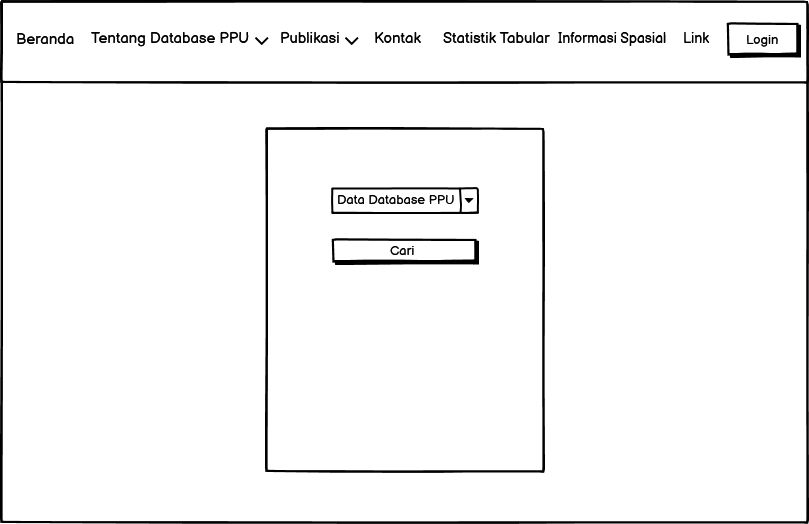 Beranda Tentang Database PPU Publikasi Kontak Statistik Tabular Informasi Spasial Link Login
Data Database PPU
Cari